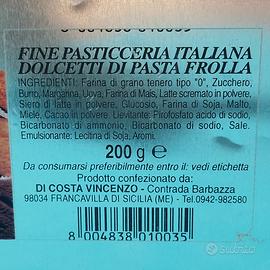 FINE PASTICCERIA ITALIANA
DOLCETTI DI PASTA FROLLA
INGREDIENTI: Farina di grano tenero tipo "0", Zucchero,
Burro, Margarina, Uova, Farina di Mais, Latte scremato in polvere,
Siero di latte in polvere, Glucosio, Farina di Soja, Malto,
Miele, Cacao in polvere. Lievitante: Pirofosfato acido di sodio,
Bicarbonato di ammonio, Bicarbonato di sodio, Sale.
Emulsionante: Lecitina di Soja, Aromi.
200 g ℮
Da consumarsi preferibilmente entro il: vedi etichetta
Prodotto confezionato da:
DI COSTA VINCENZO - Contrada Barbazza
98034 FRANCAVILLA DI SICILIA (ME) - Tel.0942-982580
8 004838 010035
subito